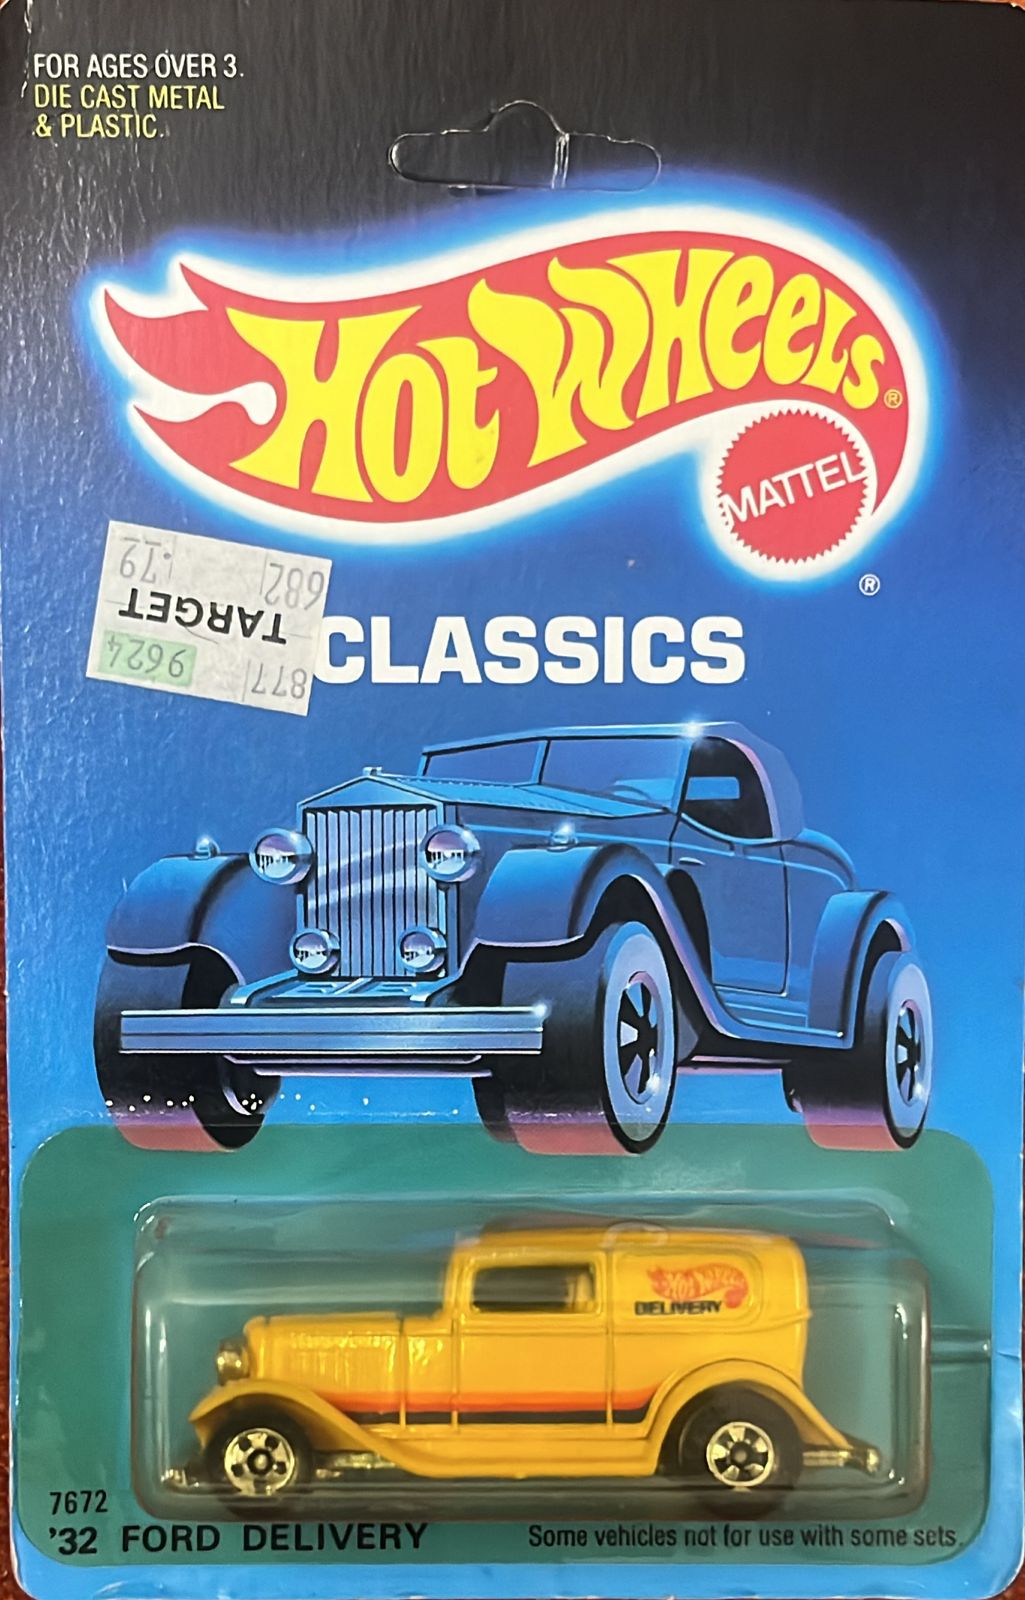 FOR AGES OVER 3.
DIE CAST METAL
& PLASTIC.
Hot Wheels®
MATTEL
®
877 9624
TARGET
682 .79
CLASSICS
Hot Wheels
DELIVERY
7672
'32 FORD DELIVERY
Some vehicles not for use with some sets.